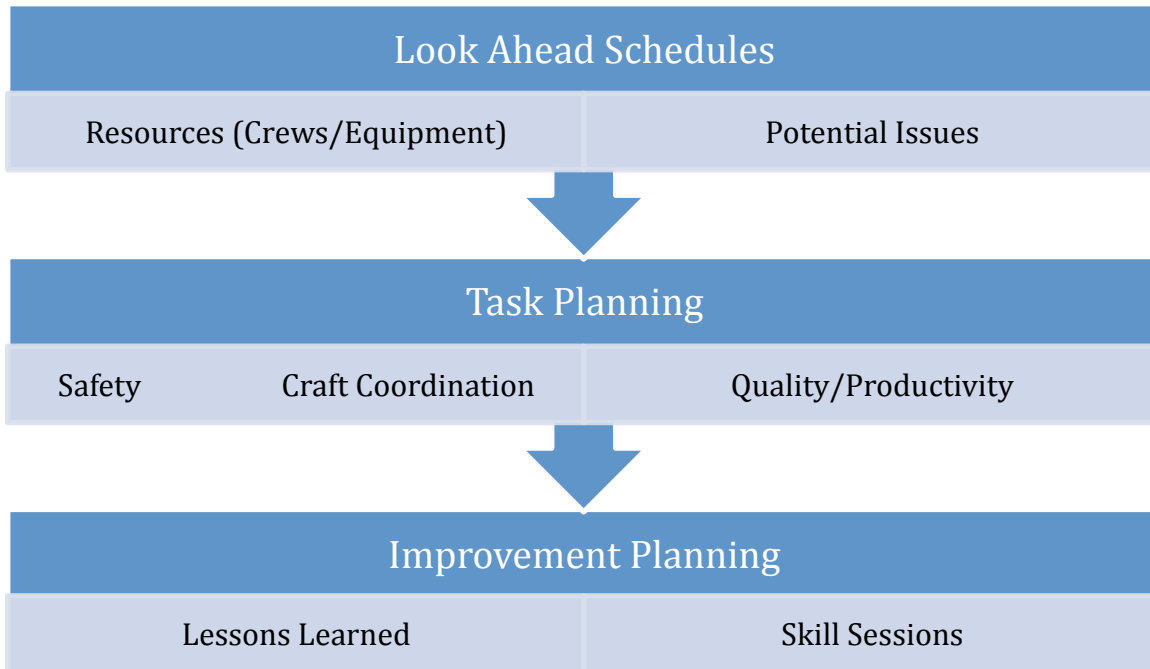 Look Ahead Schedules
Resources (Crews/Equipment) Potential Issues
Task Planning
Safety Craft Coordination Quality/Productivity
Improvement Planning
Lessons Learned Skill Sessions